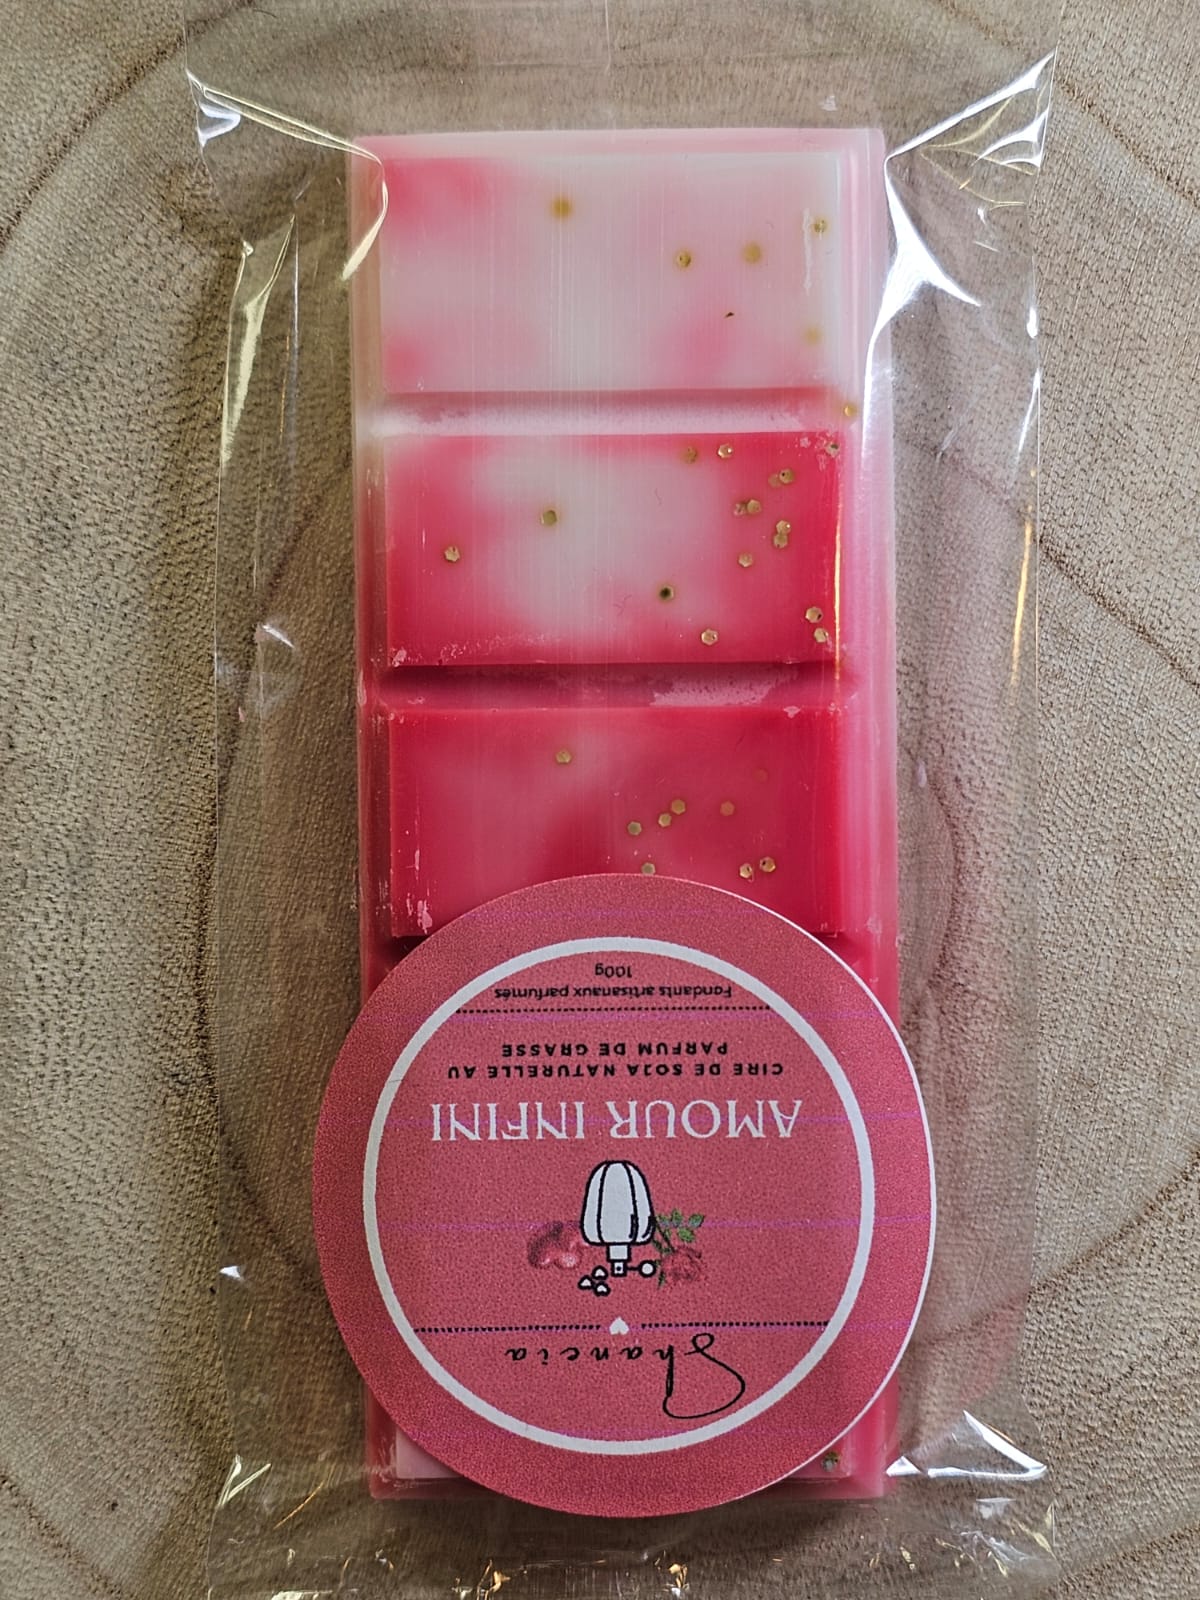 Shancia
AMOUR INFINI
CIRE DE SOJA NATURELLE AU
PARFUM DE GRASSE
Fondants artisanaux parfumés
100g